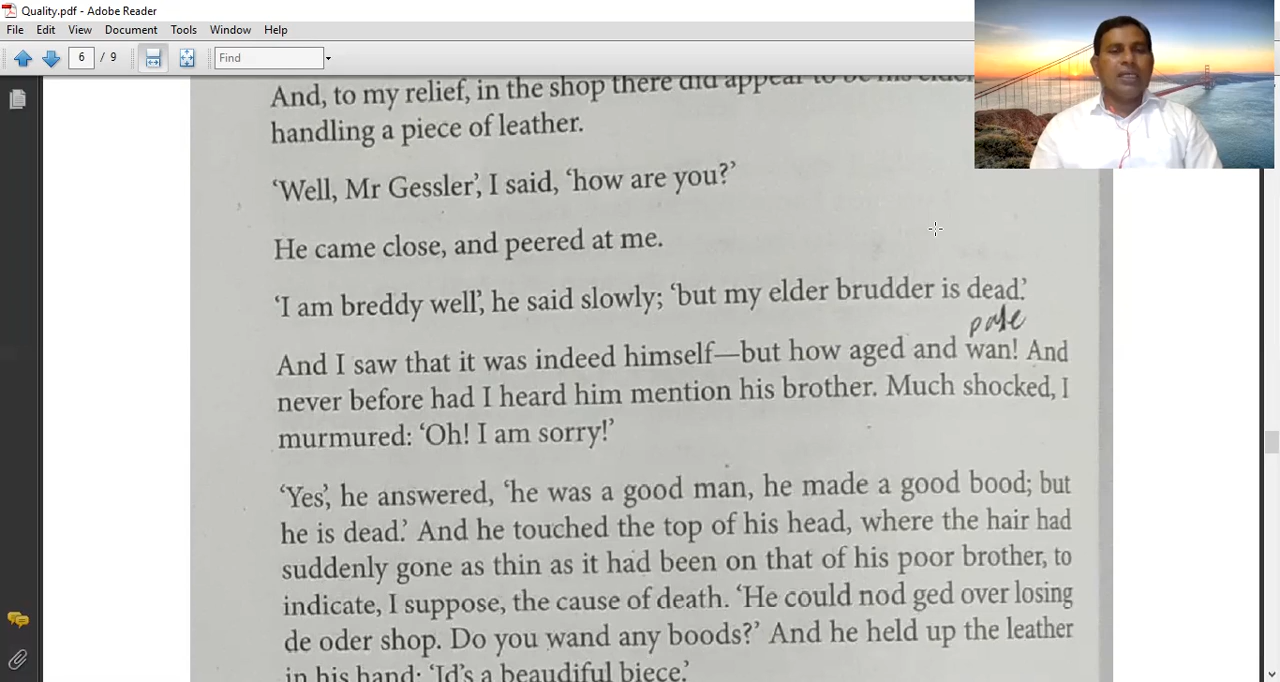 Quality.pdf - Adobe Reader
File Edit View Document Tools Window Help
6 / 9 Find
And, to my relief, in the shop there did appear to be his elder
handling a piece of leather.
‘Well, Mr Gessler’, I said, ‘how are you?’
He came close, and peered at me.
‘I am breddy well’, he said slowly; ‘but my elder brudder is dead.’
pale
And I saw that it was indeed himself—but how aged and wan! And
never before had I heard him mention his brother. Much shocked, I
murmured: ‘Oh! I am sorry!’
‘Yes’, he answered, ‘he was a good man, he made a good bood; but
he is dead.’ And he touched the top of his head, where the hair had
suddenly gone as thin as it had been on that of his poor brother, to
indicate, I suppose, the cause of death. ‘He could nod ged over losing
de oder shop. Do you wand any boods?’ And he held up the leather
in his hand: ‘Id’s a beaudiful biece.’